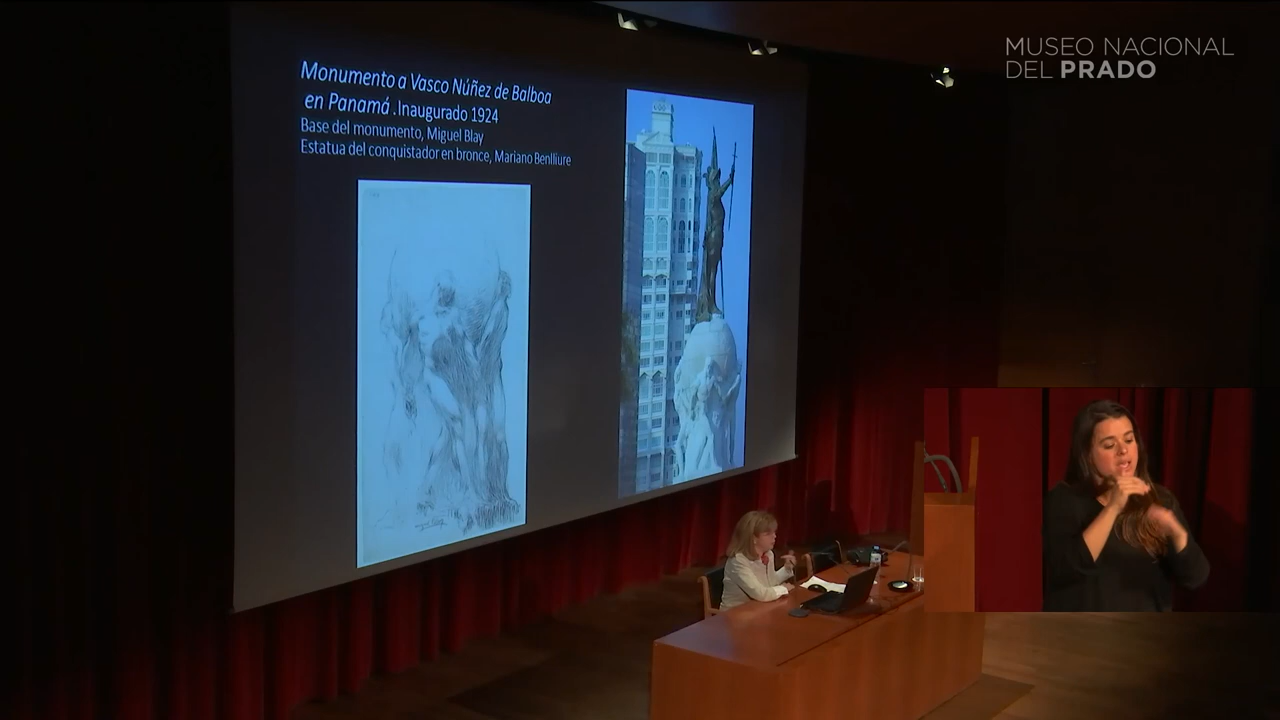 Monumento a Vasco Núñez de Balboa
en Panamá . Inaugurado 1924
Base del monumento, Miguel Blay
Estatua del conquistador en bronce, Mariano Benlliure
MUSEO NACIONAL
DEL PRADO